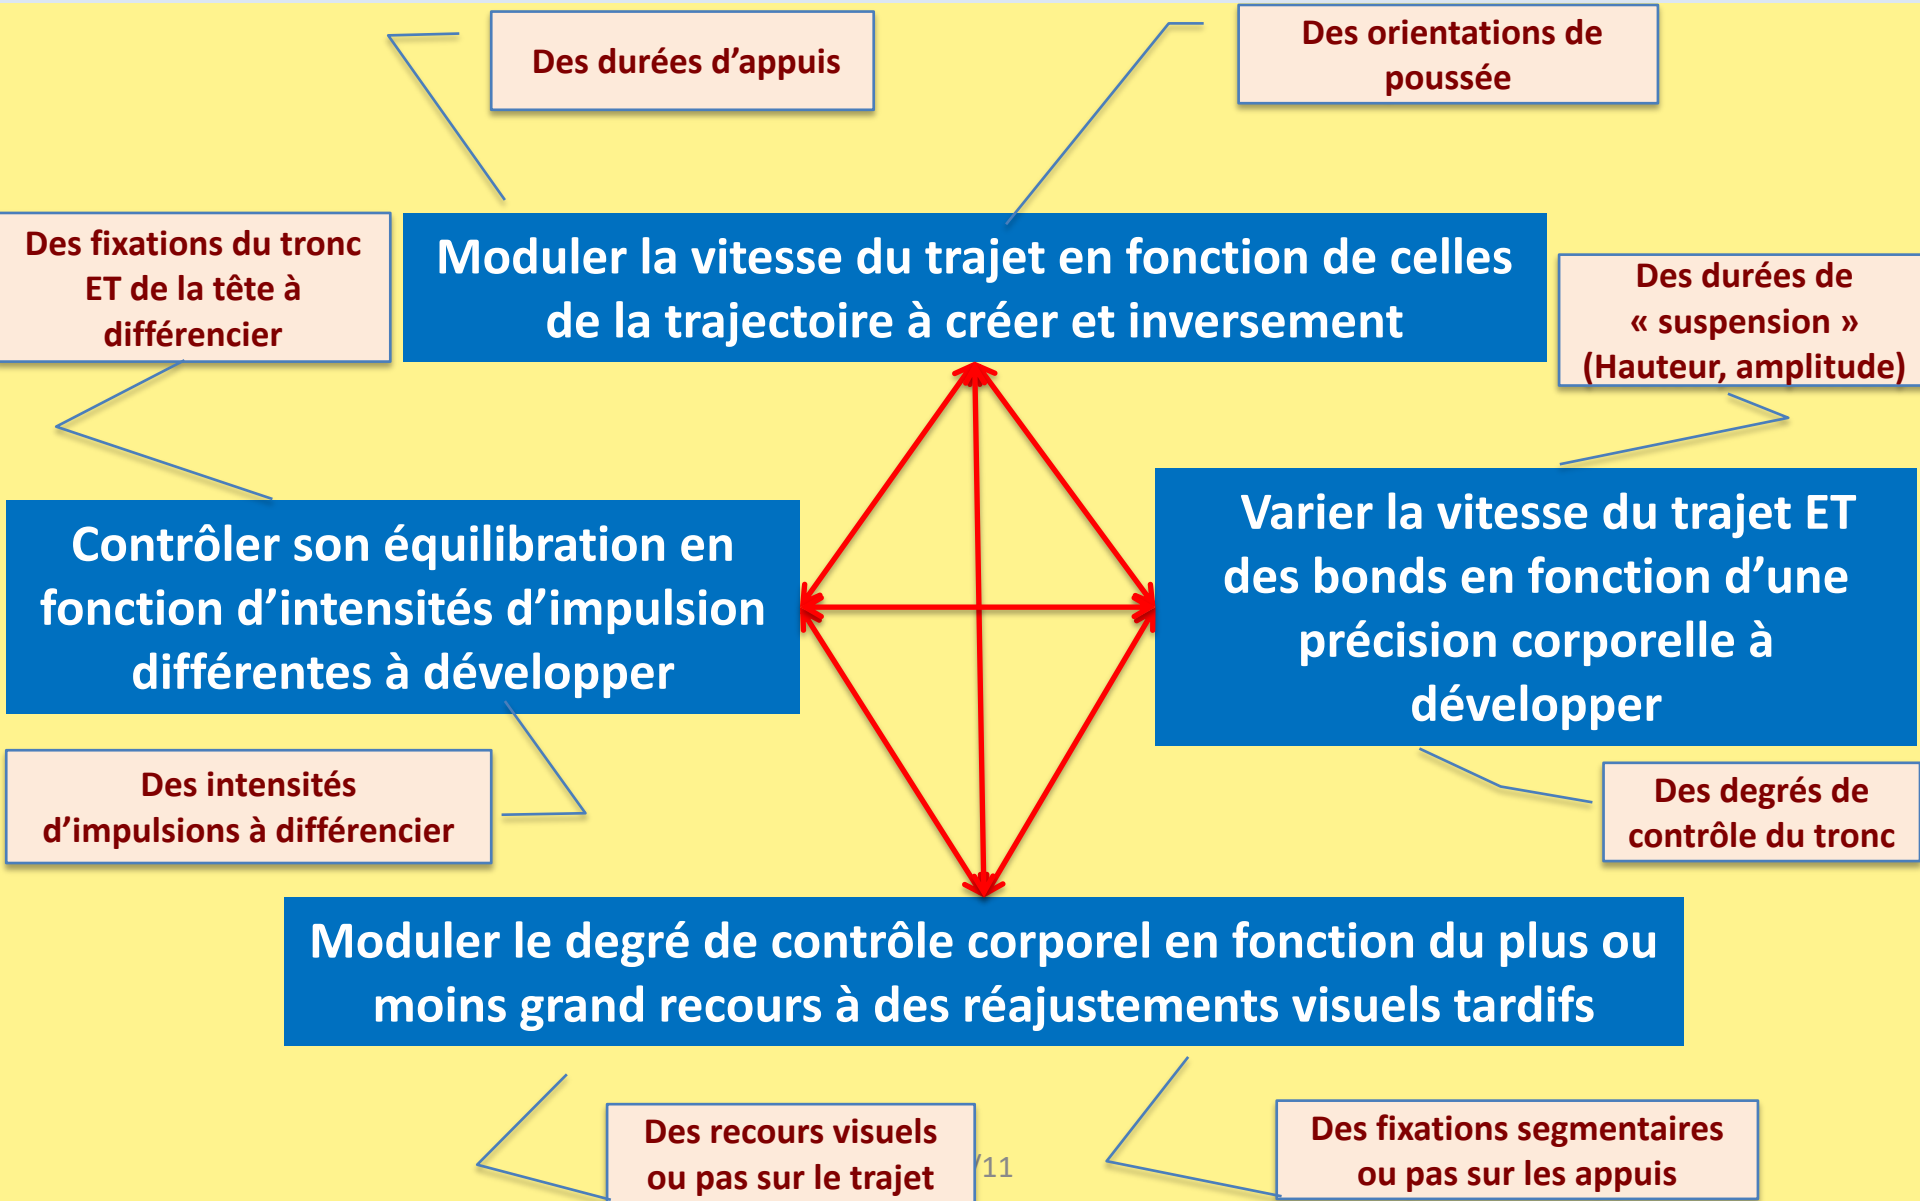 Des durées d'appuis
Des orientations de
poussée
Des fixations du tronc
ET de la tête à
différencier
Moduler la vitesse du trajet en fonction de celles
de la trajectoire à créer et inversement
Des durées de
« suspension »
(Hauteur, amplitude)
Contrôler son équilibration en
fonction d'intensités d'impulsion
différentes à développer
Varier la vitesse du trajet ET
des bonds en fonction d'une
précision corporelle à
développer
Des intensités
d'impulsions à différencier
Des degrés de
contrôle du tronc
Moduler le degré de contrôle corporel en fonction du plus ou
moins grand recours à des réajustements visuels tardifs
Des recours visuels
ou pas sur le trajet
/11
Des fixations segmentaires
ou pas sur les appuis